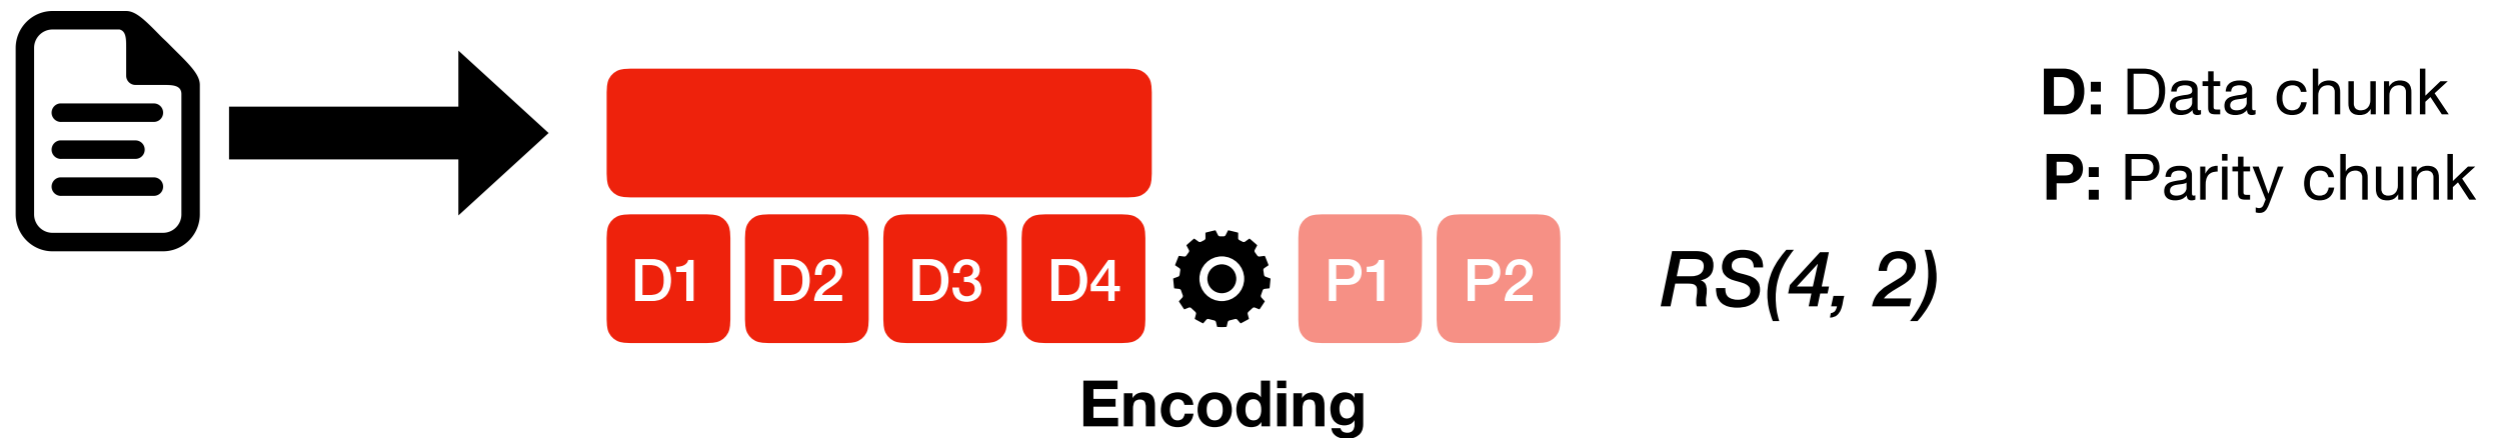 D: Data chunk
P: Parity chunk
D1 D2 D3 D4 P1 P2 RS(4, 2)
Encoding